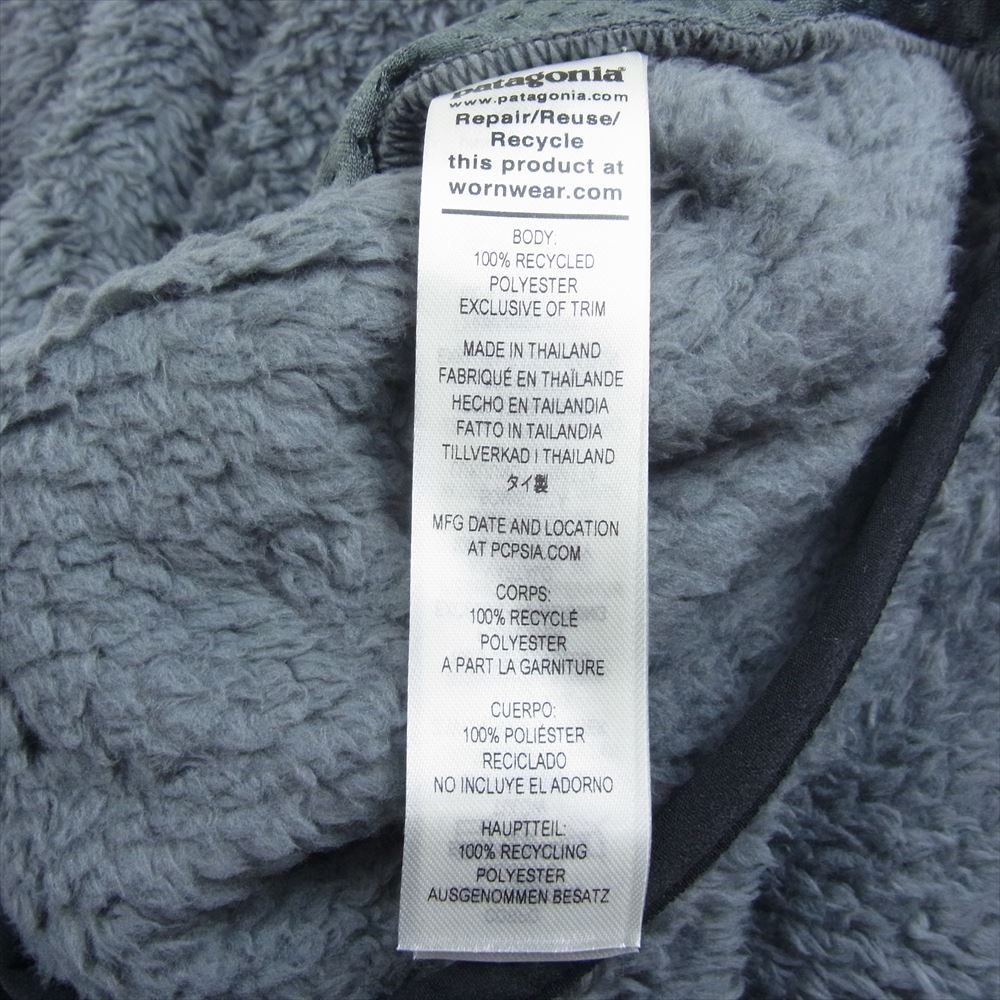 patagonia®
www.patagonia.com
Repair/Reuse/
Recycle
this product at
wornwear.com
BODY:
100% RECYCLED
POLYESTER
EXCLUSIVE OF TRIM
MADE IN THAILAND
FABRIQUÉ EN THAÏLANDE
HECHO EN TAILANDIA
FATTO IN TAILANDIA
TILLVERKAD I THAILAND
タイ製
MFG DATE AND LOCATION
AT PCPSIA.COM
CORPS:
100% RECYCLÉ
POLYESTER
A PART LA GARNITURE
CUERPO:
100% POLIÉSTER
RECICLADO
NO INCLUYE EL ADORNO
HAUPTTEIL:
100% RECYCLING
POLYESTER
AUSGENOMMEN BESATZ